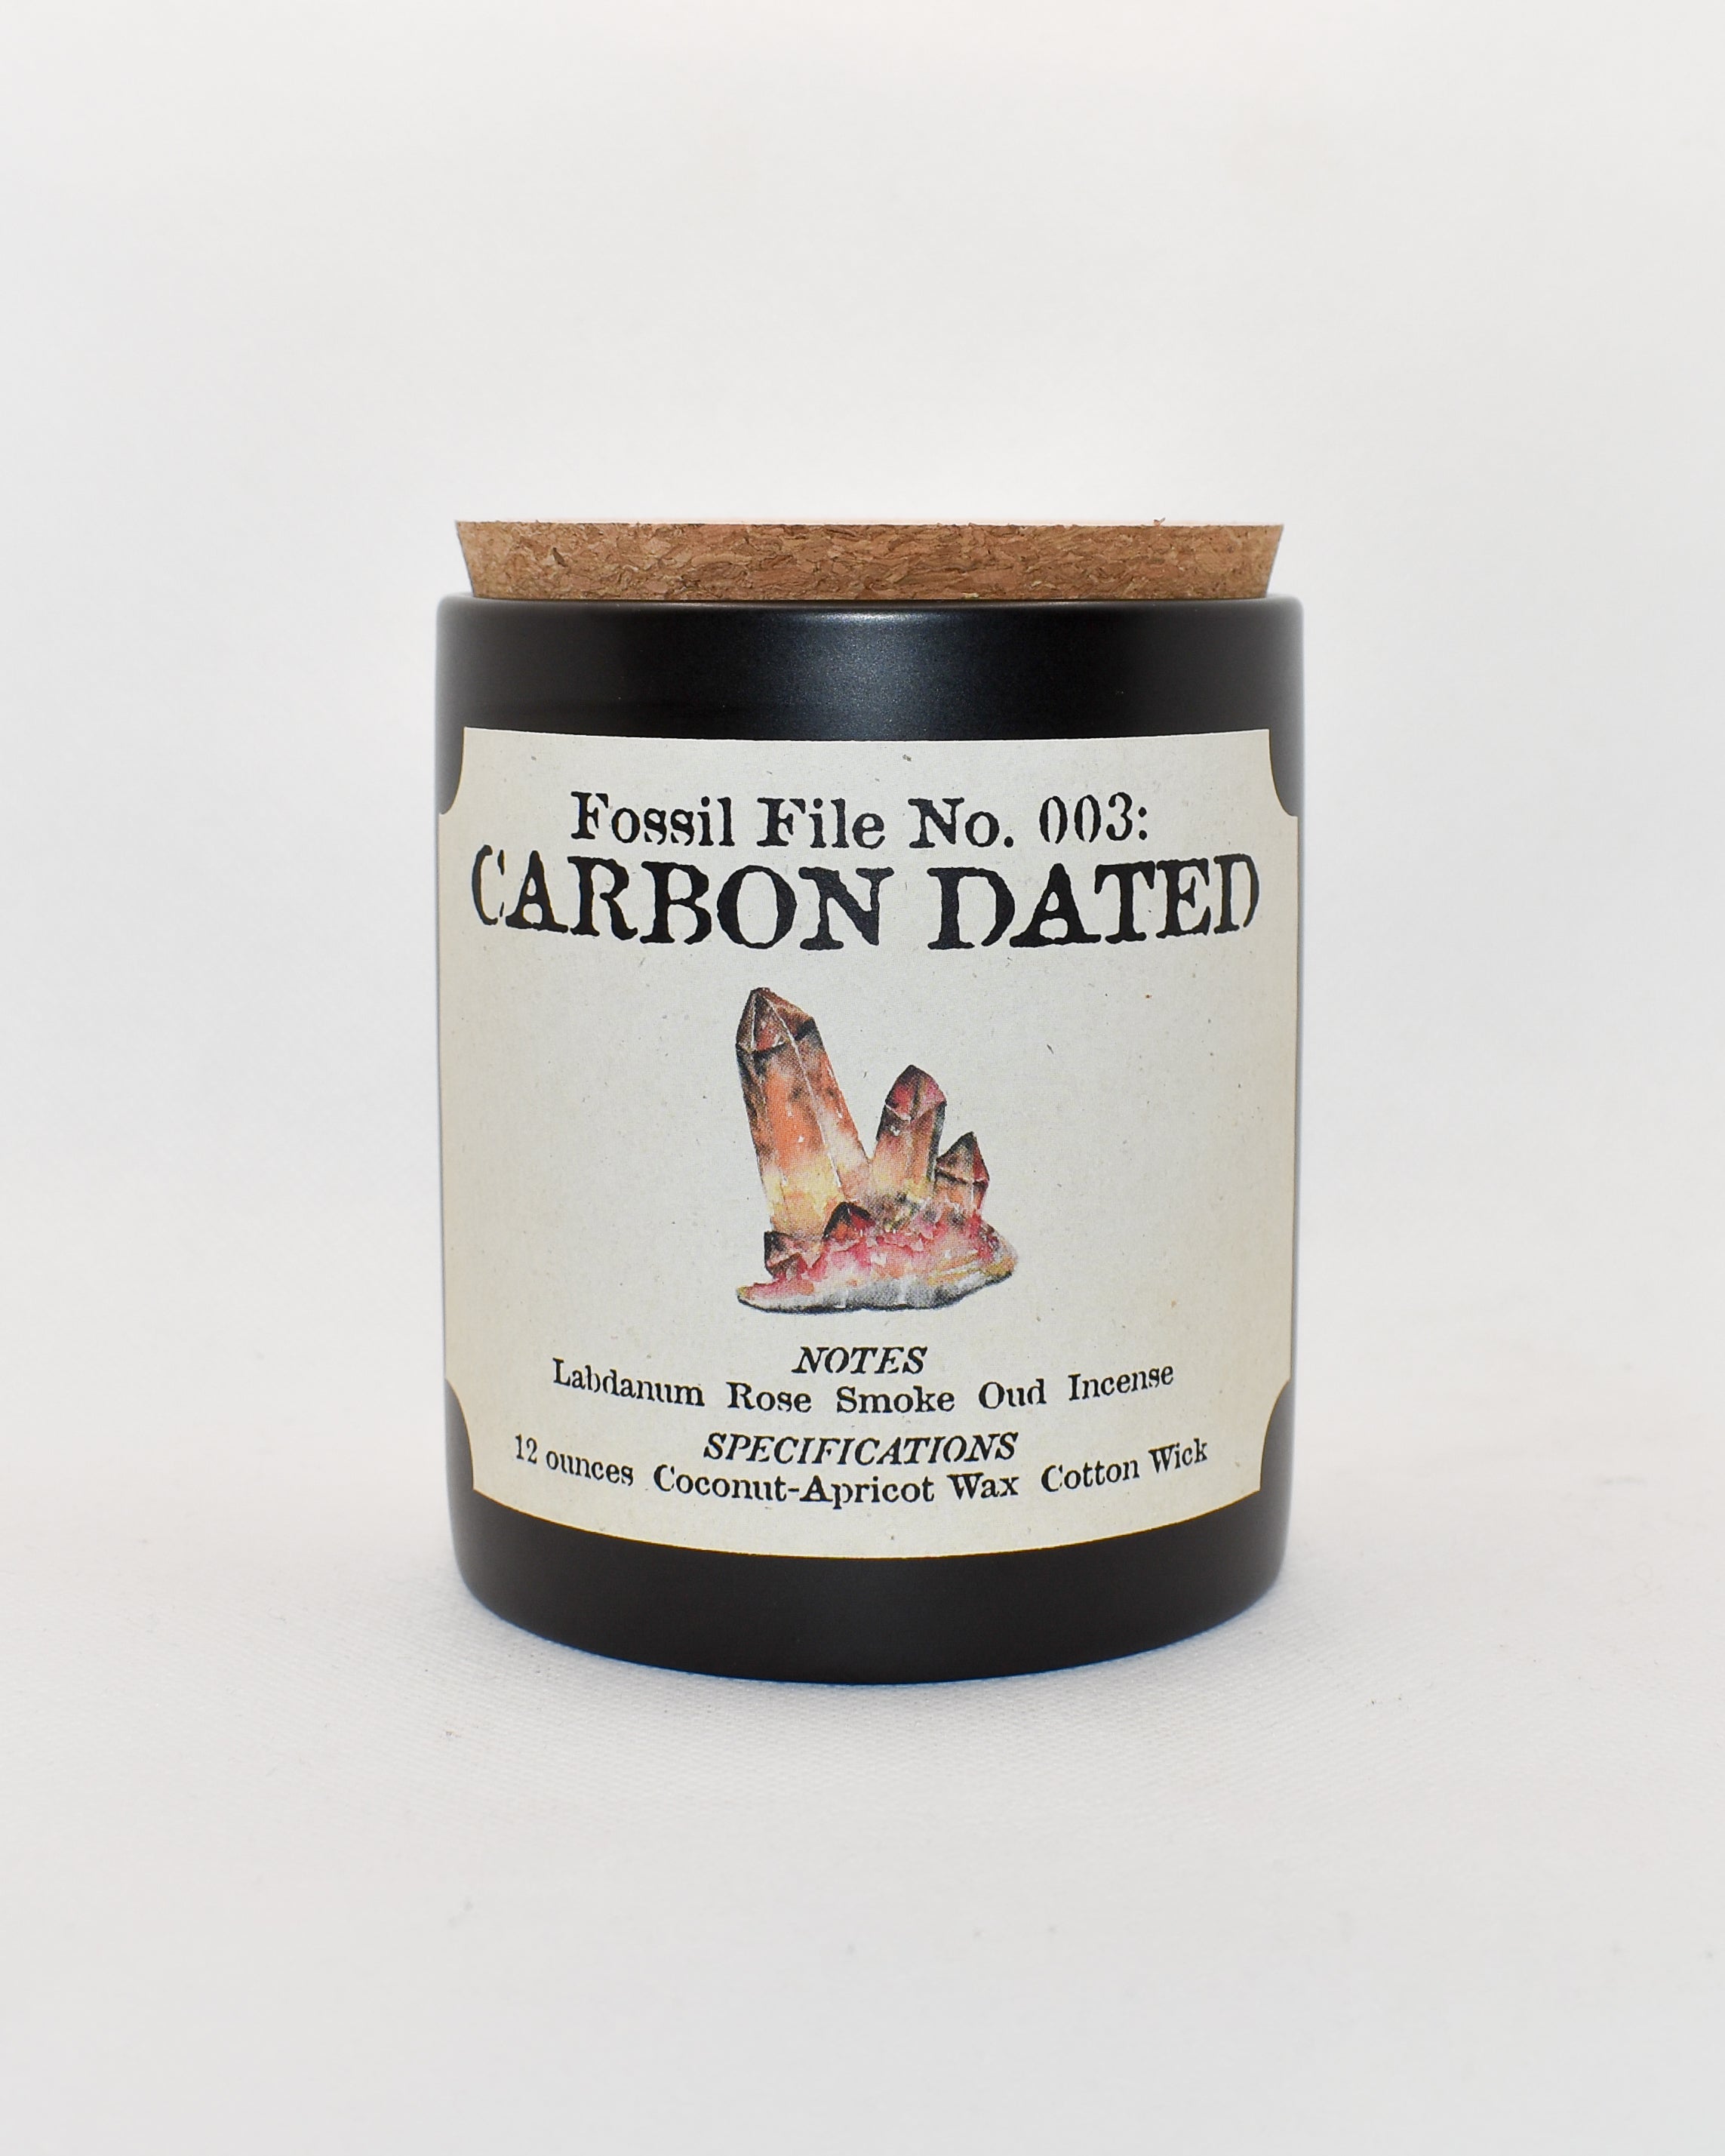 Fossil File No. 003:
CARBON DATED
NOTES
Labdanum Rose Smoke Oud Incense
SPECIFICATIONS
12 ounces Coconut-Apricot Wax Cotton Wick